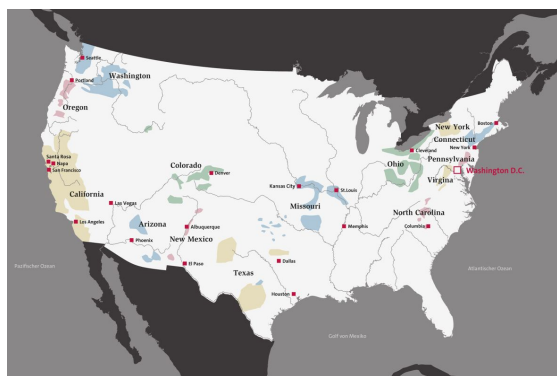 Seattle
Washington
Portland
Oregon
Boston
New York
Connecticut
New York
Cleveland
Pennsylvania
Ohio
Washington D.C.
Santa Rosa
Napa
San Francisco
Colorado
Denver
Virgina
Kansas City
St.Louis
California
Las Vegas
Missouri
North Carolina
Los Angeles
Arizona
Albuquerque
Memphis
Columbia
Phoenix
New Mexico
El Paso
Dallas
Texas
Pazifischer Ozean
Atlantischer Ozean
Houston
Golf von Mexiko